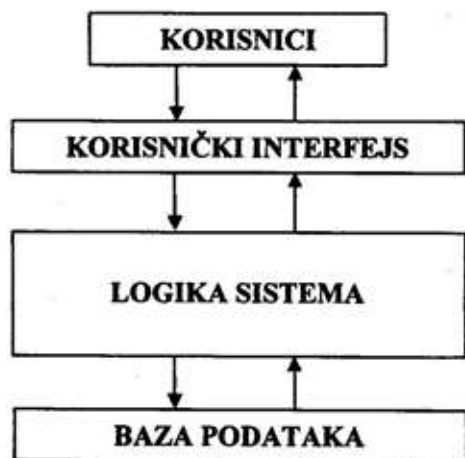 KORISNICI
KORISNIČKI INTERFEJS
LOGIKA SISTEMA
BAZA PODATAKA